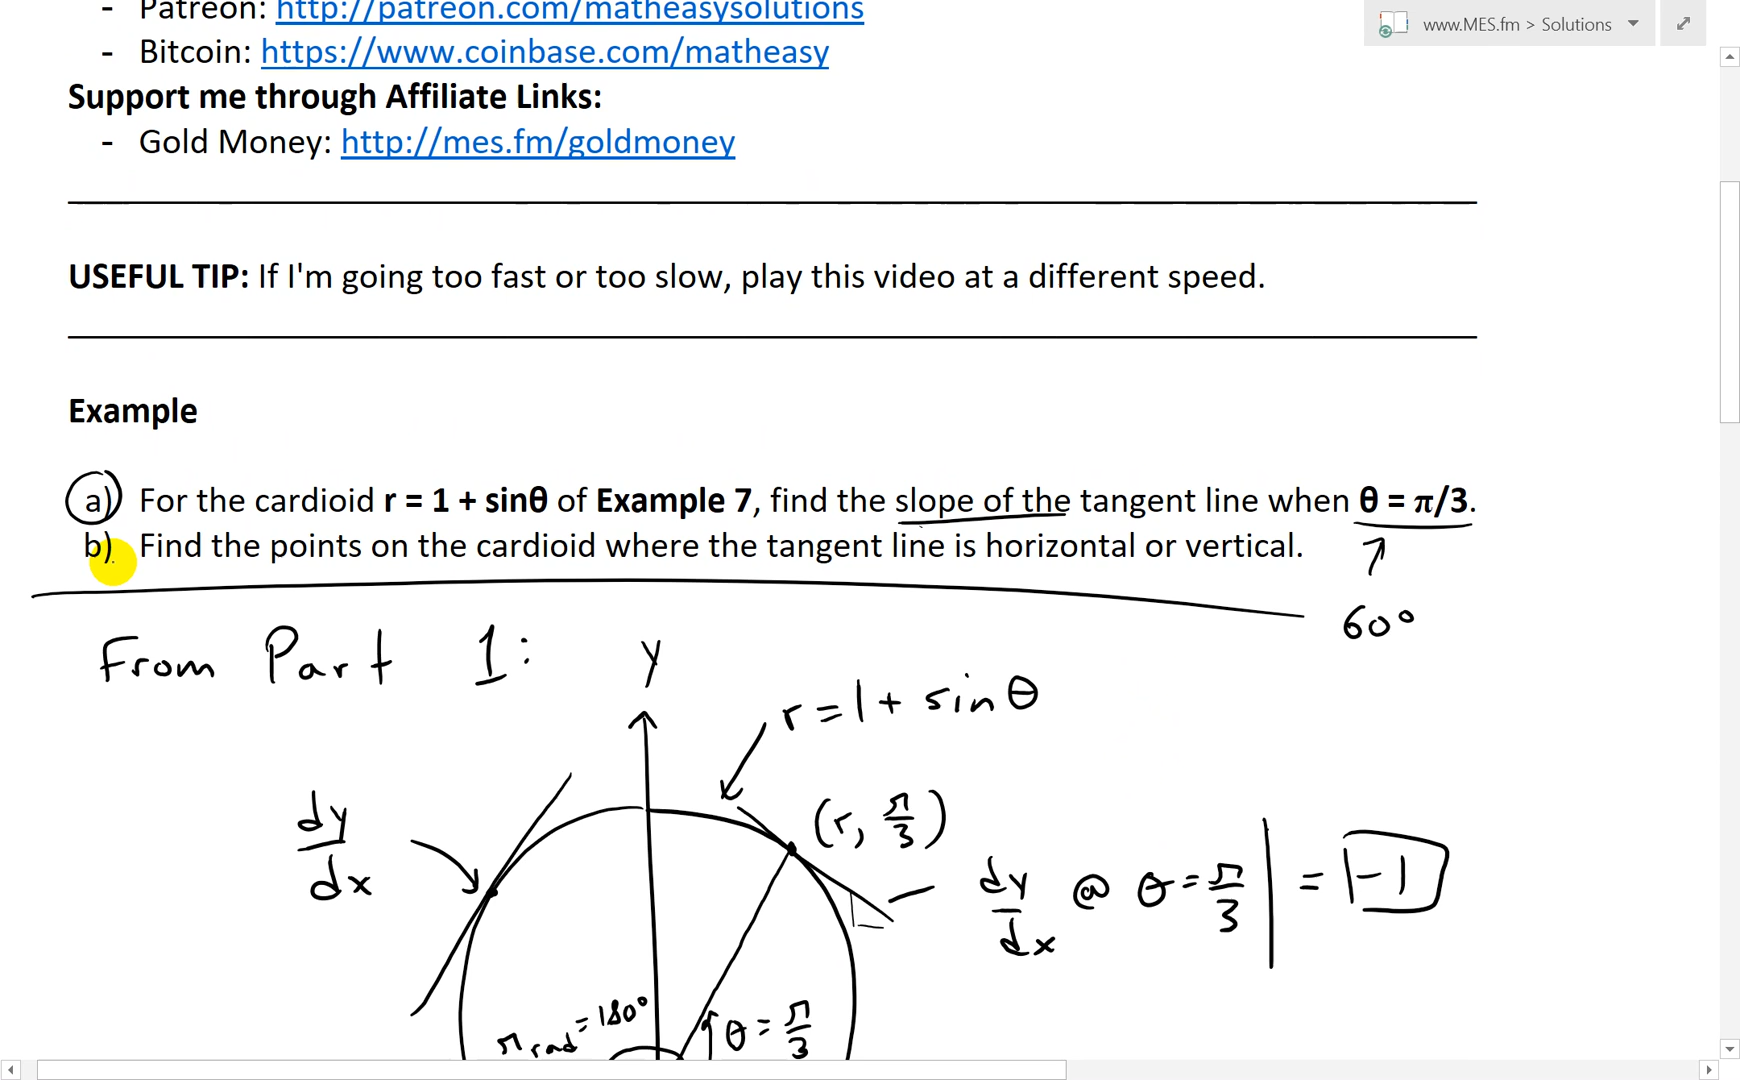 - Patreon: http://patreon.com/matheasysolutions
www.MES.fm > Solutions
- Bitcoin: https://www.coinbase.com/matheasy
Support me through Affiliate Links:
- Gold Money: http://mes.fm/goldmoney
USEFUL TIP: If I'm going too fast or too slow, play this video at a different speed.
Example
a) For the cardioid r = 1 + sinθ of Example 7, find the slope of the tangent line when θ = π/3.
b) Find the points on the cardioid where the tangent line is horizontal or vertical.
60°
From Part 1:
y
r = 1 + sin θ
dy/dx
(r, π/3)
dy/dx @ θ = π/3 | = -1
π rad = 180°
θ = π/3